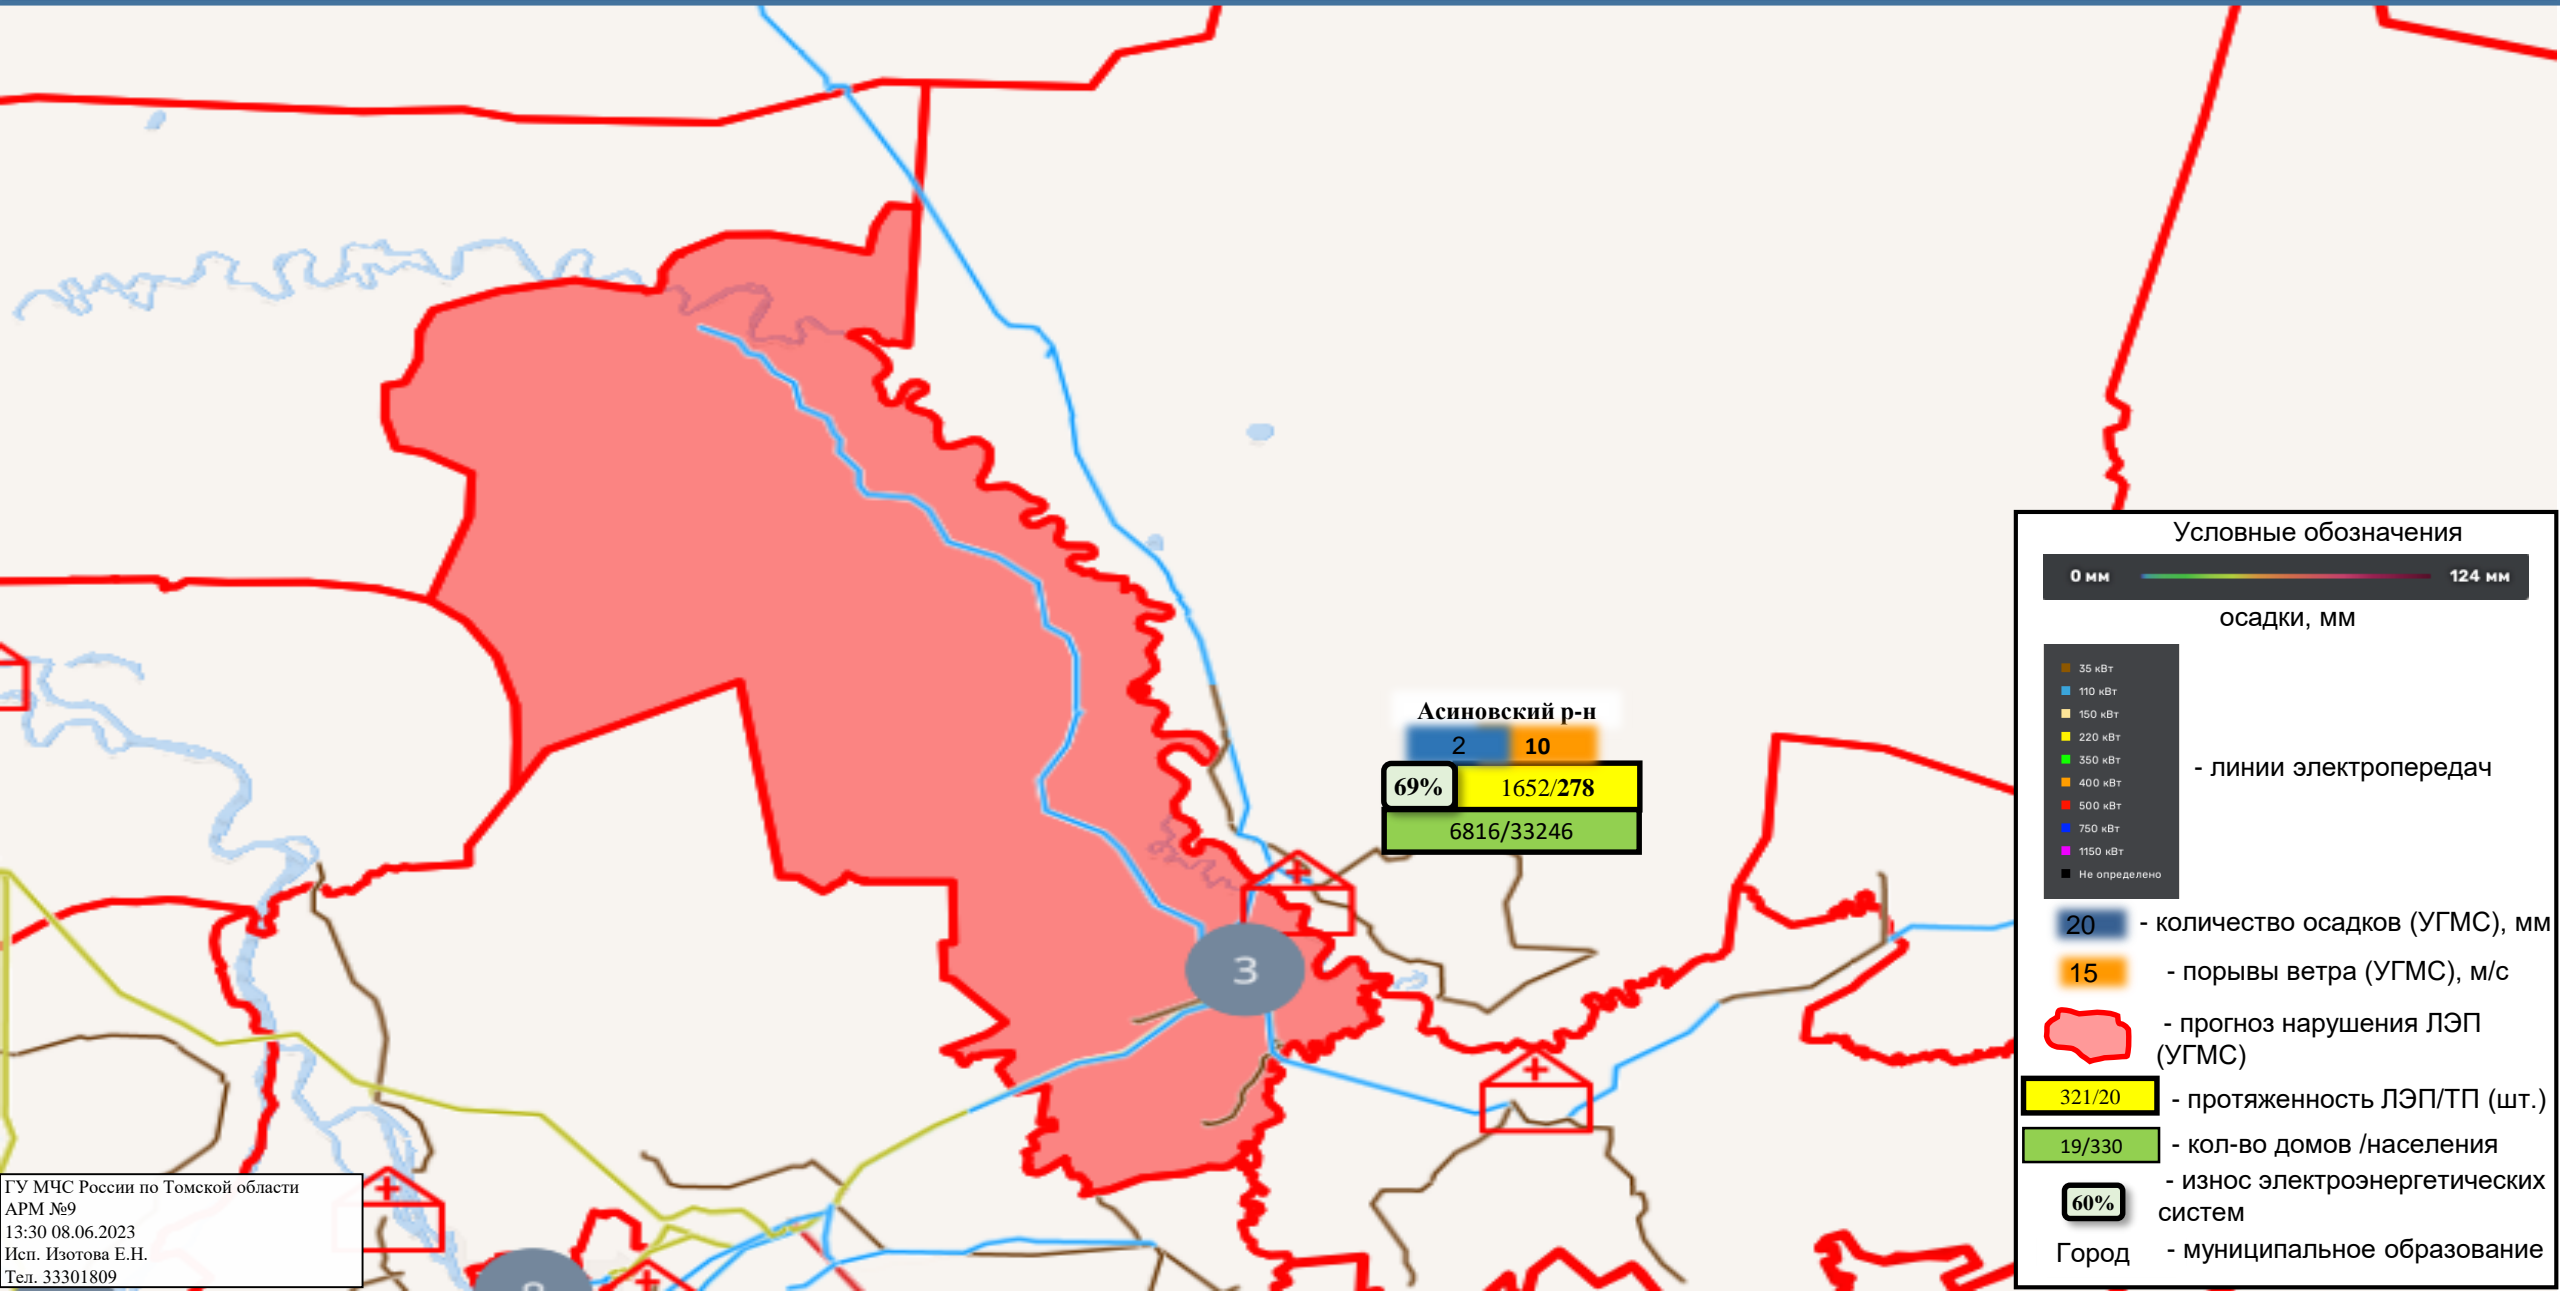 Асиновский р-н
2 10
69% 1652/278
6816/33246
3
Условные обозначения
0 мм 124 мм
осадки, мм
35 кВт
110 кВт
150 кВт
220 кВт
350 кВт
400 кВт
500 кВт
750 кВт
1150 кВт
Не определено
- линии электропередач
20 - количество осадков (УГМС), мм
15 - порывы ветра (УГМС), м/с
- прогноз нарушения ЛЭП
(УГМС)
321/20 - протяженность ЛЭП/ТП (шт.)
19/330 - кол-во домов /населения
60% - износ электроэнергетических
систем
Город - муниципальное образование
ГУ МЧС России по Томской области
АРМ №9
13:30 08.06.2023
Исп. Изотова Е.Н.
Тел. 33301809